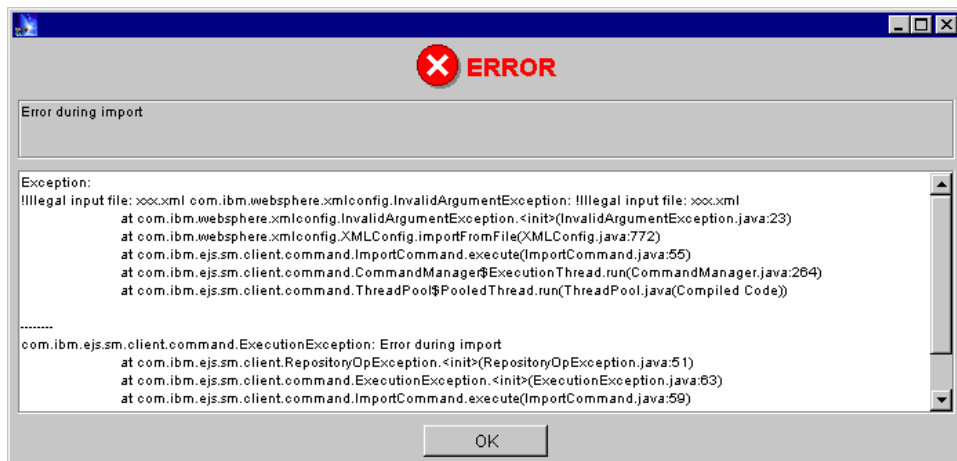 ERROR
Error during import
Exception:
!Illegal input file: xxx.xml com.ibm.websphere.xmlconfig.InvalidArgumentException: !Illegal input file: xxx.xml
at com.ibm.websphere.xmlconfig.InvalidArgumentException.<init>(InvalidArgumentException.java:23)
at com.ibm.websphere.xmlconfig.XMLConfig.importFromFile(XMLConfig.java:772)
at com.ibm.ejs.sm.client.command.ImportCommand.execute(ImportCommand.java:55)
at com.ibm.ejs.sm.client.command.CommandManager$ExecutionThread.run(CommandManager.java:264)
at com.ibm.ejs.sm.client.command.ThreadPool$PooledThread.run(ThreadPool.java(Compiled Code))
--------
com.ibm.ejs.sm.client.command.ExecutionException: Error during import
at com.ibm.ejs.sm.client.RepositoryOpException.<init>(RepositoryOpException.java:51)
at com.ibm.ejs.sm.client.command.ExecutionException.<init>(ExecutionException.java:63)
at com.ibm.ejs.sm.client.command.ImportCommand.execute(ImportCommand.java:59)
OK